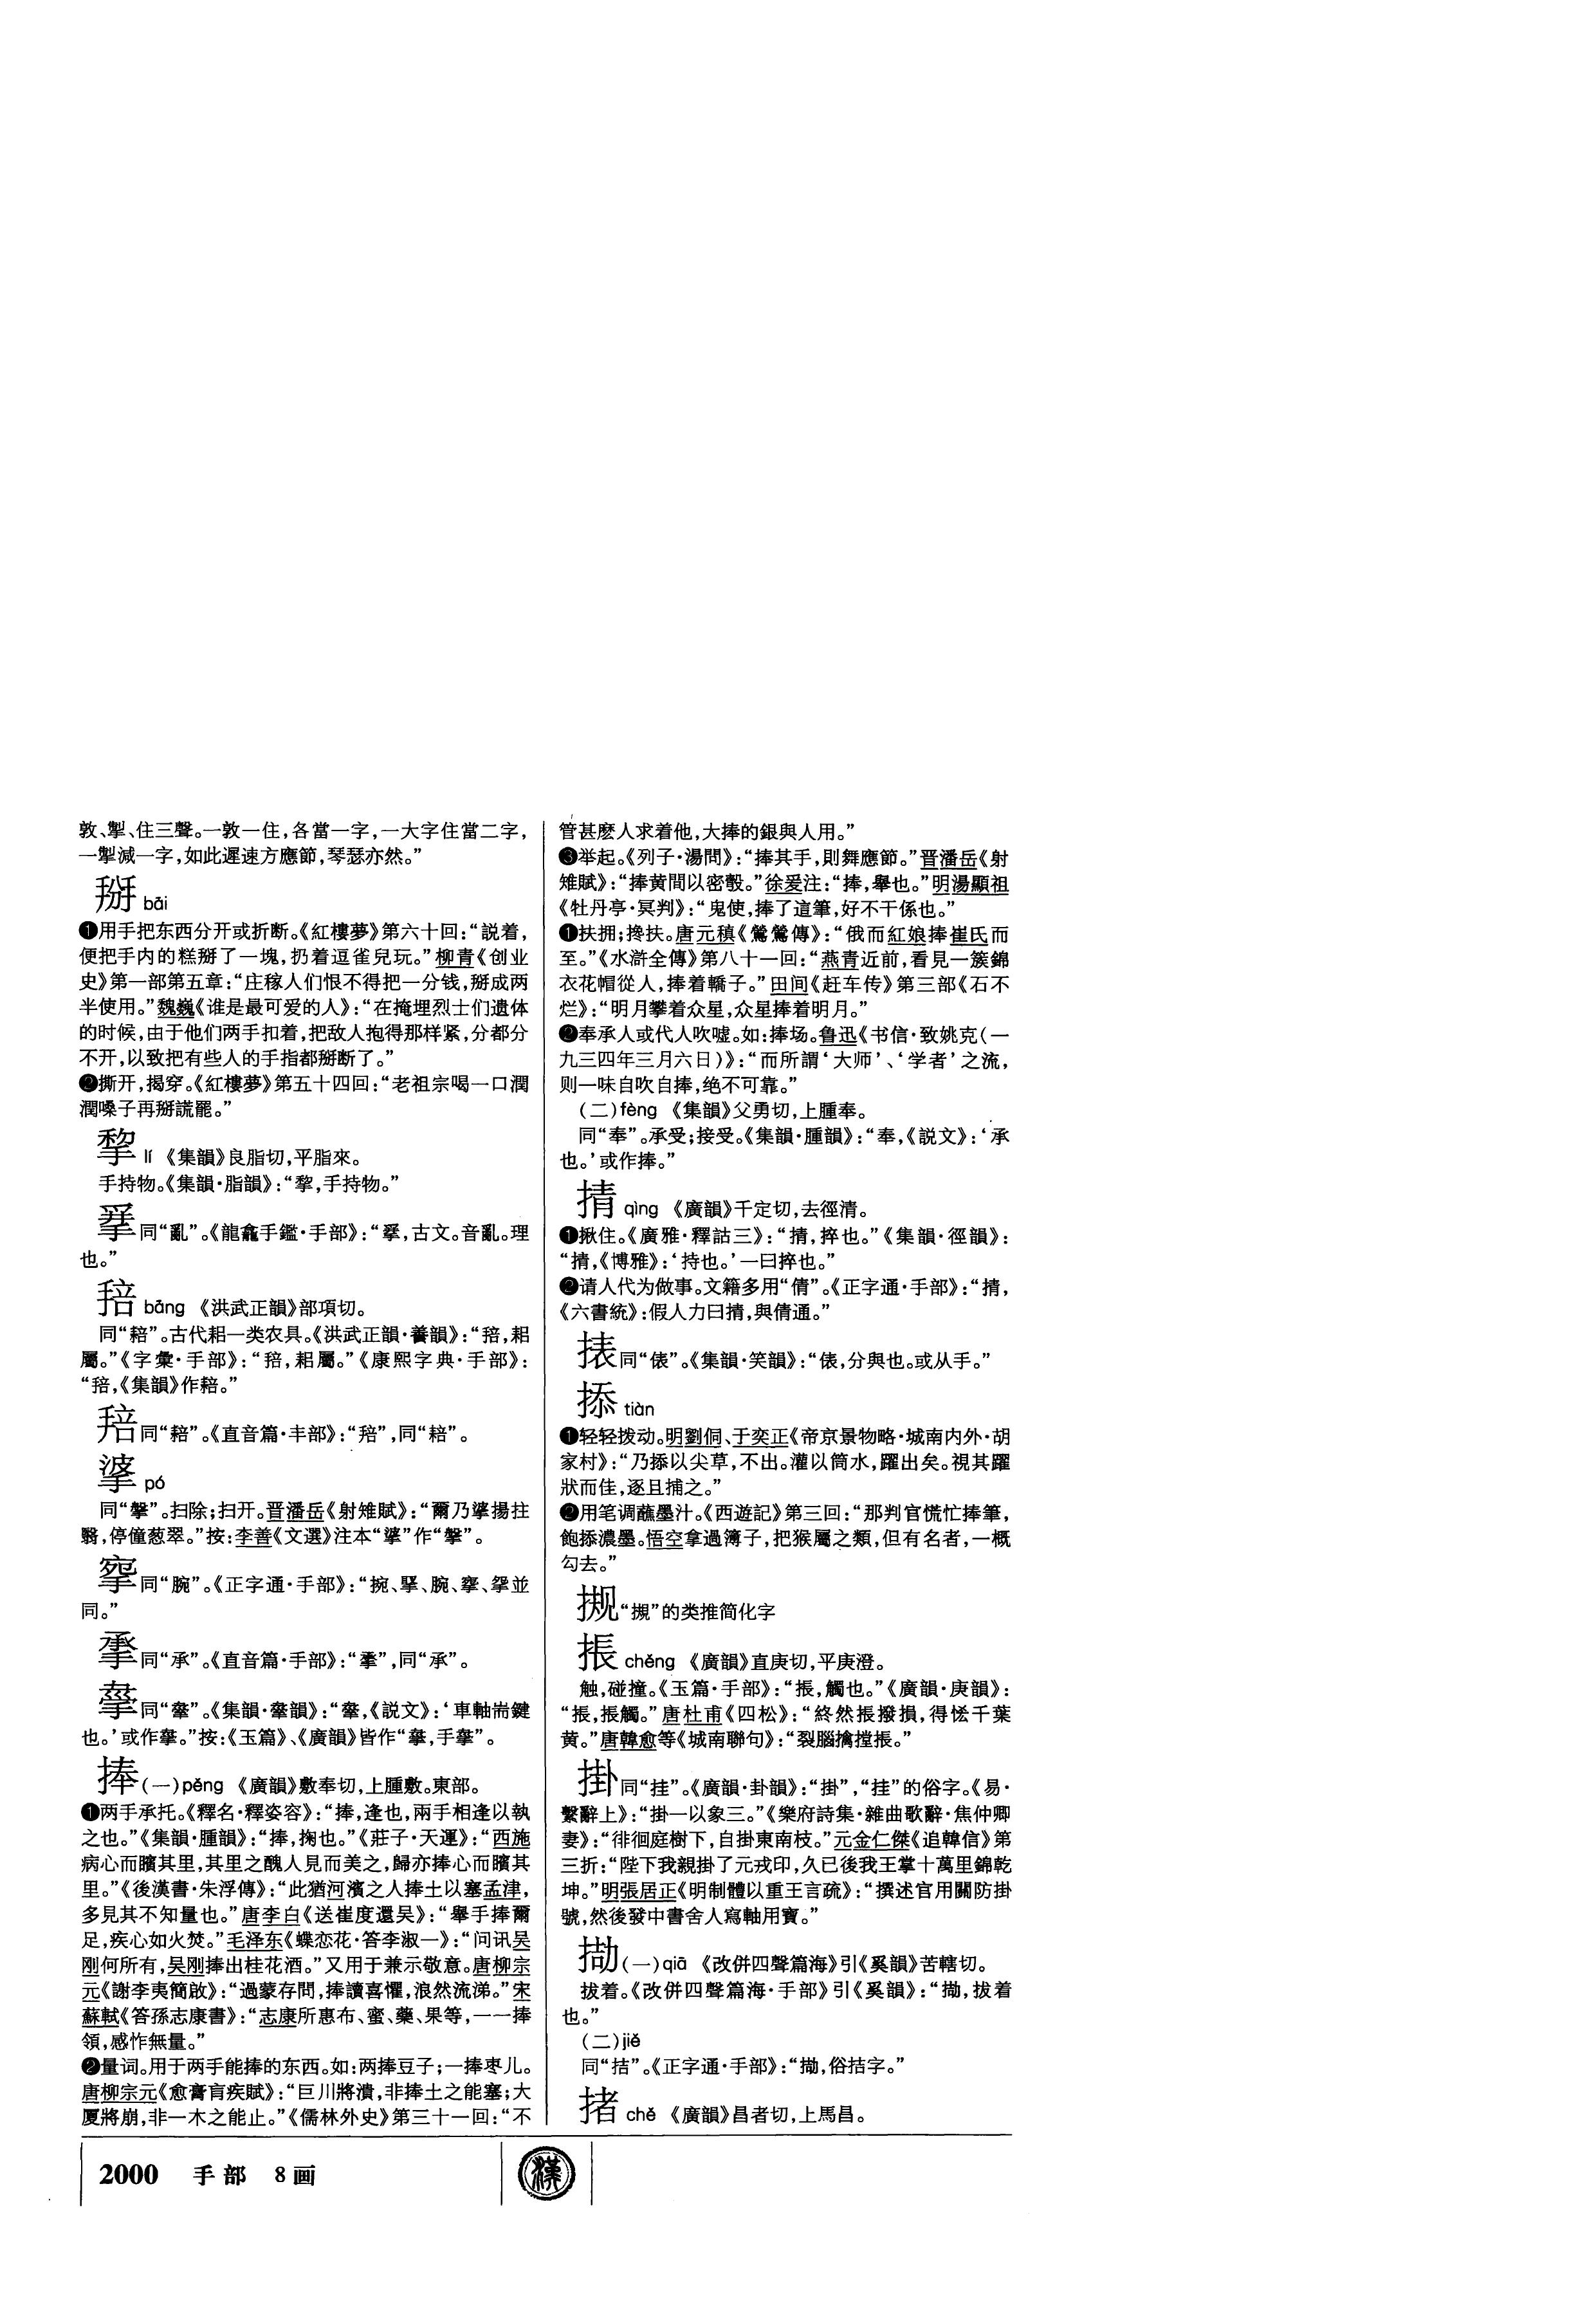 敦、掣、住三聲。一敦一住，各當一字，一大字住當二字，
一掣減一字，如此遲速方應節，琴瑟亦然。”
掰 bāi
❶用手把东西分开或折断。《紅樓夢》第六十回：“説着，
便把手内的糕掰了一塊，扔着逗雀兒玩。”柳青《创业
史》第一部第五章：“庄稼人们恨不得把一分钱，掰成两
半使用。”魏巍《谁是最可爱的人》：“在掩埋烈士们遗体
的时候，由于他们两手扣着，把敌人抱得那样紧，分都分
不开，以致把有些人的手指都掰断了。”
❷撕开，揭穿。《紅樓夢》第五十四回：“老祖宗喝一口潤
潤嗓子再掰謊罷。”
lí 《集韻》良脂切，平脂來。
手持物。《集韻·脂韻》：“，手持物。”
同“亂”。《龍龕手鑑·手部》：“，古文。音亂。理
也。”
bāng 《洪武正韻》部項切。
同“耪”。古代耜一类农具。《洪武正韻·養韻》：“，耜
屬。”《字彙·手部》：“，耜屬。”《康熙字典·手部》：
“，《集韻》作。”
同“”。《直音篇·丰部》：“”，同“”。
pó
同“擊”。扫除；扫开。晋潘岳《射雉賦》：“爾乃揚拄
翳，停僮葱翠。”按：李善《文選》注本“”作“”。
同“腕”。《正字通·手部》：“捥、掔、腕、、並
同。”
同“承”。《直音篇·手部》：“”，同“承”。
同“舝”。《集韻·舝韻》：“舝，《説文》：‘車軸耑鍵
也。’或作。”按：《玉篇》、《廣韻》皆作“，手”。
捧(一)pěng 《廣韻》敷奉切，上腫敷。東部。
❶两手承托。《釋名·釋姿容》：“捧，逢也，兩手相逢以執
之也。”《集韻·腫韻》：“捧，掬也。”《莊子·天運》：“西施
病心而矉其里，其里之醜人見而美之，歸亦捧心而矉其
里。”《後漢書·朱浮傳》：“此猶河濱之人捧土以塞孟津，
多見其不知量也。”唐李白《送崔度還吴》：“舉手捧爾
足，疾心如火焚。”毛泽东《蝶恋花·答李淑一》：“问讯吴
刚何所有，吴刚捧出桂花酒。”又用于兼示敬意。唐柳宗
元《謝李夷簡啟》：“過蒙存問，捧讀喜懼，浪然流涕。”宋
蘇軾《答孫志康書》：“志康所惠布、蜜、藥、果等，一一捧
領，感怍無量。”
❷量词。用于两手能捧的东西。如：两捧豆子；一捧枣儿。
唐柳宗元《愈膏肓疾賦》：“巨川將潰，非捧土之能塞；大
厦將崩，非一木之能止。”《儒林外史》第三十一回：“不
管甚麽人求着他，大捧的銀與人用。”
❸举起。《列子·湯問》：“捧其手，則舞應節。”晋潘岳《射
雉賦》：“捧黄間以密彀。”徐爰注：“捧，舉也。”明湯顯祖
《牡丹亭·冥判》：“鬼使，捧了這筆，好不干係也。”
❶扶拥；搀扶。唐元稹《鶯鶯傳》：“俄而紅娘捧崔氏而
至。”《水滸全傳》第八十一回：“燕青近前，看見一簇錦
衣花帽從人，捧着轎子。”田间《赶车传》第三部《石不
烂》：“明月攀着众星，众星捧着明月。”
❷奉承人或代人吹嘘。如：捧场。鲁迅《书信·致姚克(一
九三四年三月六日)》：“而所謂‘大师’、‘学者’之流，
则一味自吹自捧，绝不可靠。”
(二)fèng 《集韻》父勇切，上腫奉。
同“奉”。承受；接受。《集韻·腫韻》：“奉，《説文》：‘承
也。’或作捧。”
掅 qìng 《廣韻》千定切，去徑清。
❶揪住。《廣雅·釋詁三》：“掅，捽也。”《集韻·徑韻》：
“掅，《博雅》：‘持也。’一曰捽也。”
❷请人代为做事。文籍多用“倩”。《正字通·手部》：“掅，
《六書統》：假人力曰掅，與倩通。”
㧼同“俵”。《集韻·笑韻》：“俵，分與也。或从手。”
掭 tiàn
❶轻轻拨动。明劉侗、于奕正《帝京景物略·城南内外·胡
家村》：“乃掭以尖草，不出。灌以筒水，躍出矣。視其躍
狀而佳，逐且捕之。”
❷用笔调蘸墨汁。《西遊記》第三回：“那判官慌忙捧筆，
飽掭濃墨。悟空拿過簿子，把猴屬之類，但有名者，一概
勾去。”
㨏“摫”的类推简化字
掁 chěng 《廣韻》直庚切，平庚澄。
触，碰撞。《玉篇·手部》：“掁，觸也。”《廣韻·庚韻》：
“掁，掁觸。”唐杜甫《四松》：“終然掁撥損，得恡千葉
黄。”唐韓愈等《城南聯句》：“裂腦擒摚掁。”
掛同“挂”。《廣韻·卦韻》：“掛”，“挂”的俗字。《易·
繫辭上》：“掛一以象三。”《樂府詩集·雜曲歌辭·焦仲卿
妻》：“徘徊庭樹下，自掛東南枝。”元金仁傑《追韓信》第
三折：“陛下我親掛了元戎印，久已後我王掌十萬里錦乾
坤。”明張居正《明制體以重王言疏》：“撰述官用關防掛
號，然後發中書舍人寫軸用寶。”
㨍(一)qiā 《改併四聲篇海》引《奚韻》苦轄切。
拔着。《改併四聲篇海·手部》引《奚韻》：“，拔着
也。”
(二)jiě
同“拮”。《正字通·手部》：“，俗拮字。”
撦 chě 《廣韻》昌者切，上馬昌。
2000 手部 8画
漢